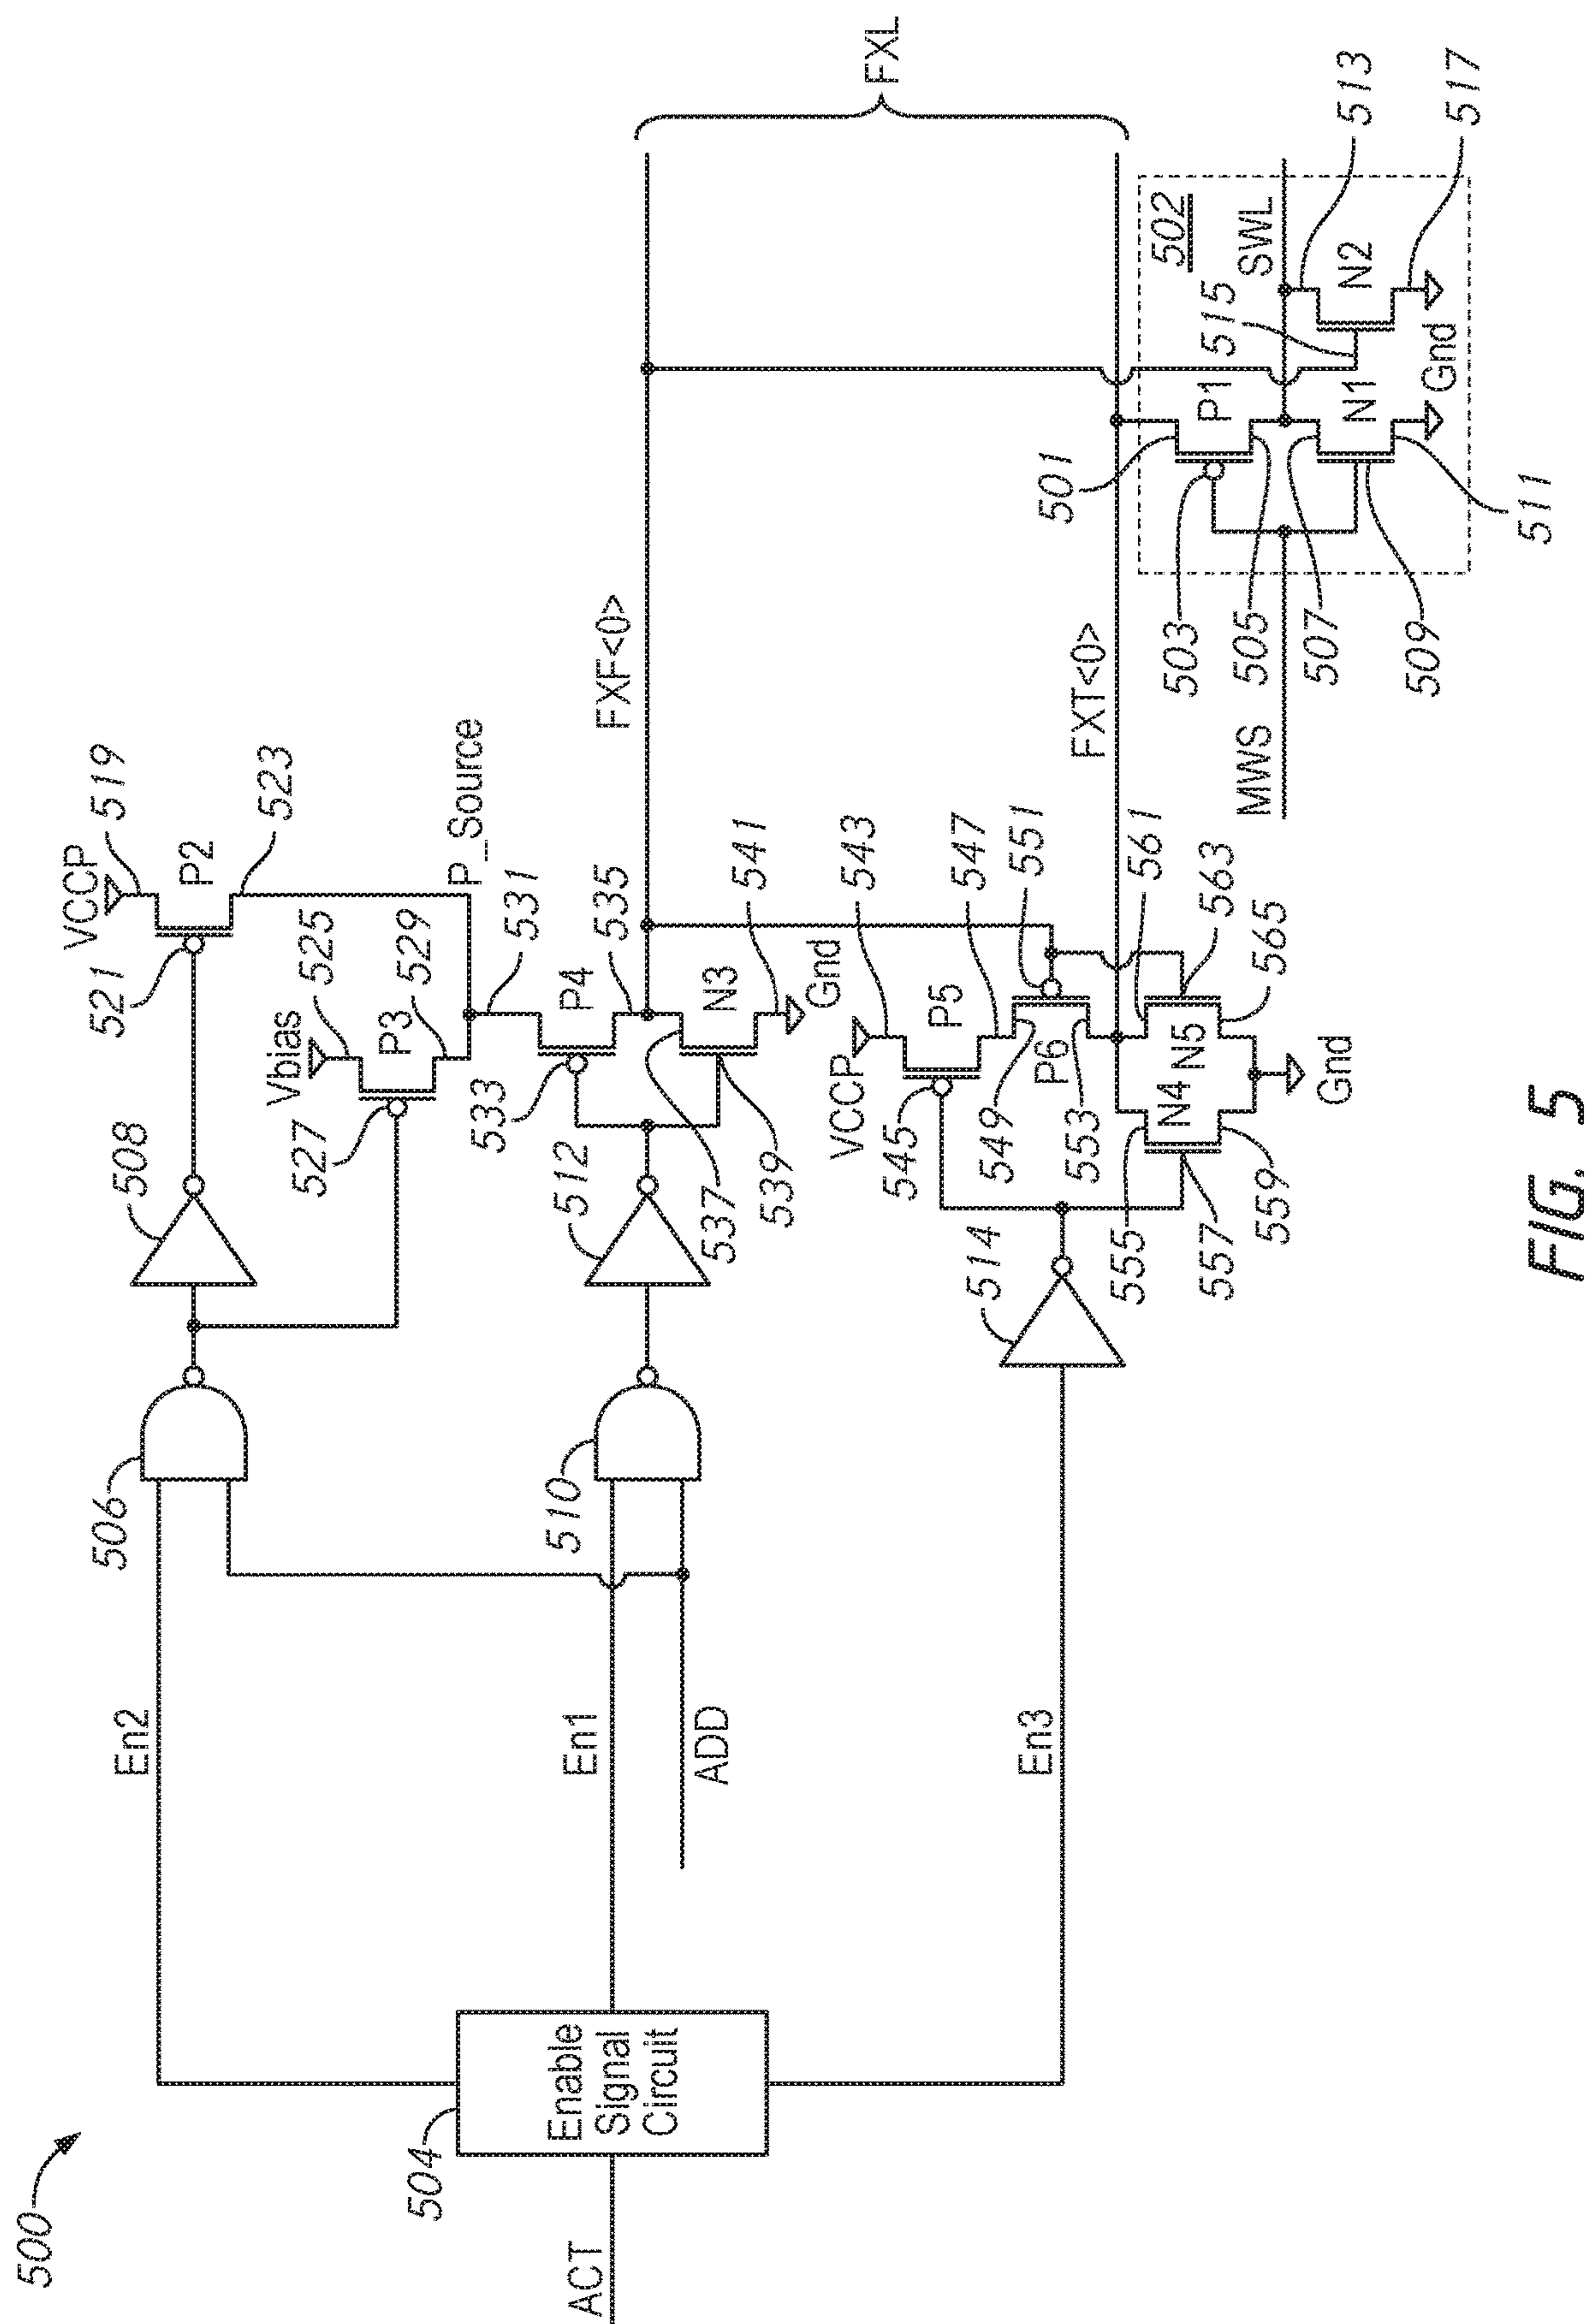 500
ACT
504
Enable
Signal
Circuit
En2
En1
ADD
En3
506
510
508
512
514
VCCP
519
P2
521
523
Vbias
525
P3
527
529
P_Source
531
P4
533
535
537
N3
539
541
Gnd
FXF<0>
VCCP
543
P5
545
547
549
551
P6
553
555
N4
557
559
561
N5
563
565
Gnd
FXT<0>
FXL
MWS
501
P1
503
505
507
N1
509
511
Gnd
502
SWL
513
N2
515
517
FIG. 5